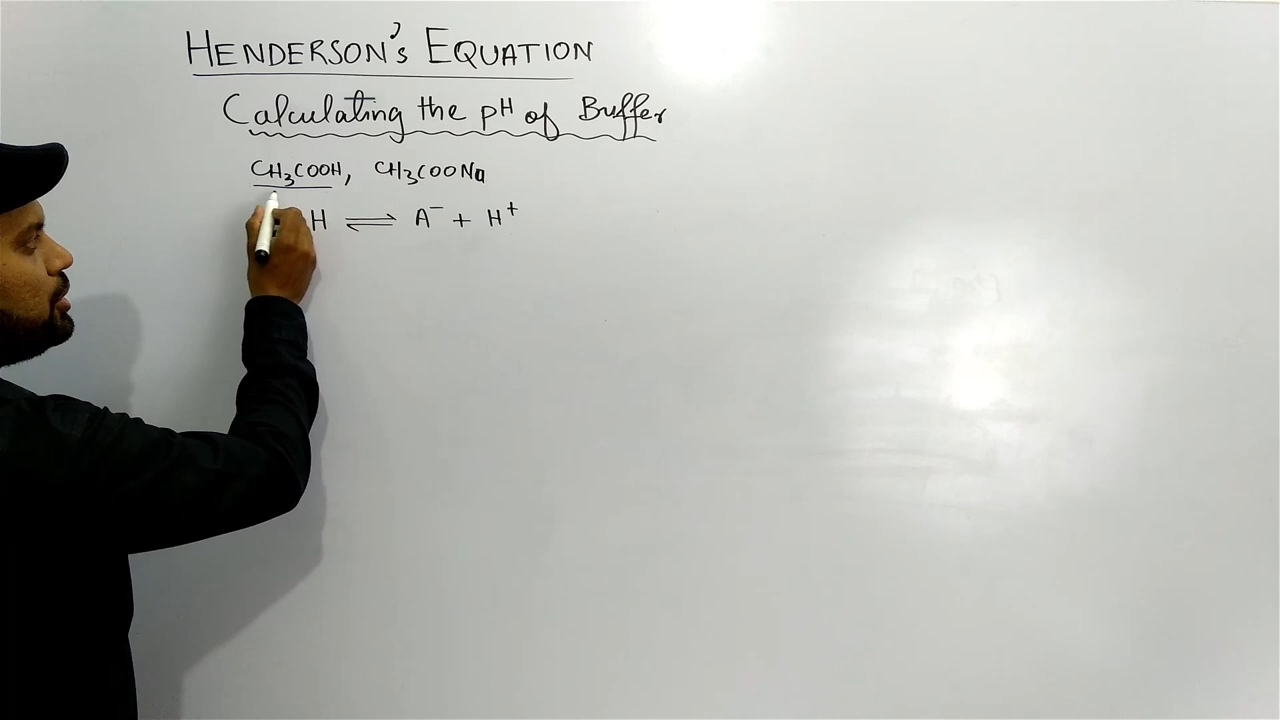 HENDERSON's EQUATION
Calculating the pH of Buffer
CH₃COOH, CH₃COONa
H ⇌ A⁻ + H⁺